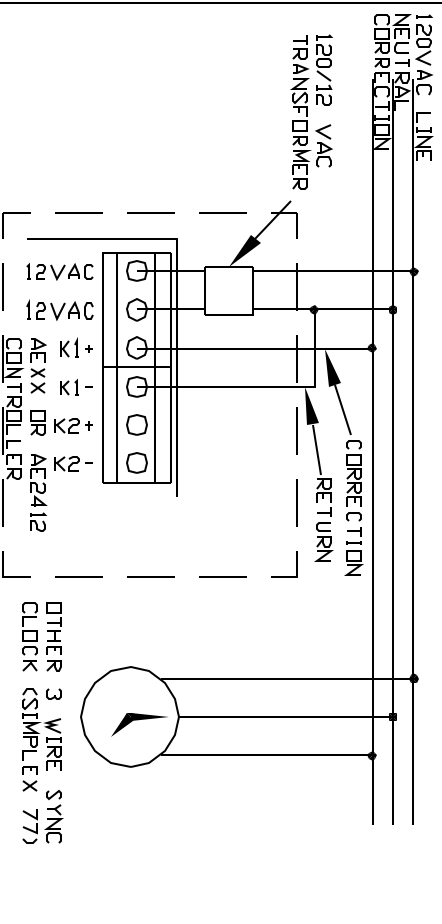 120VAC LINE
NEUTRAL
CORRECTION
120/12 VAC
TRANSFORMER
12VAC
12VAC
K1+
K1-
K2+
K2-
AEXX OR AE2412
CONTROLLER
CORRECTION
RETURN
OTHER 3 WIRE SYNC
CLOCK (SIMPLEX 77)